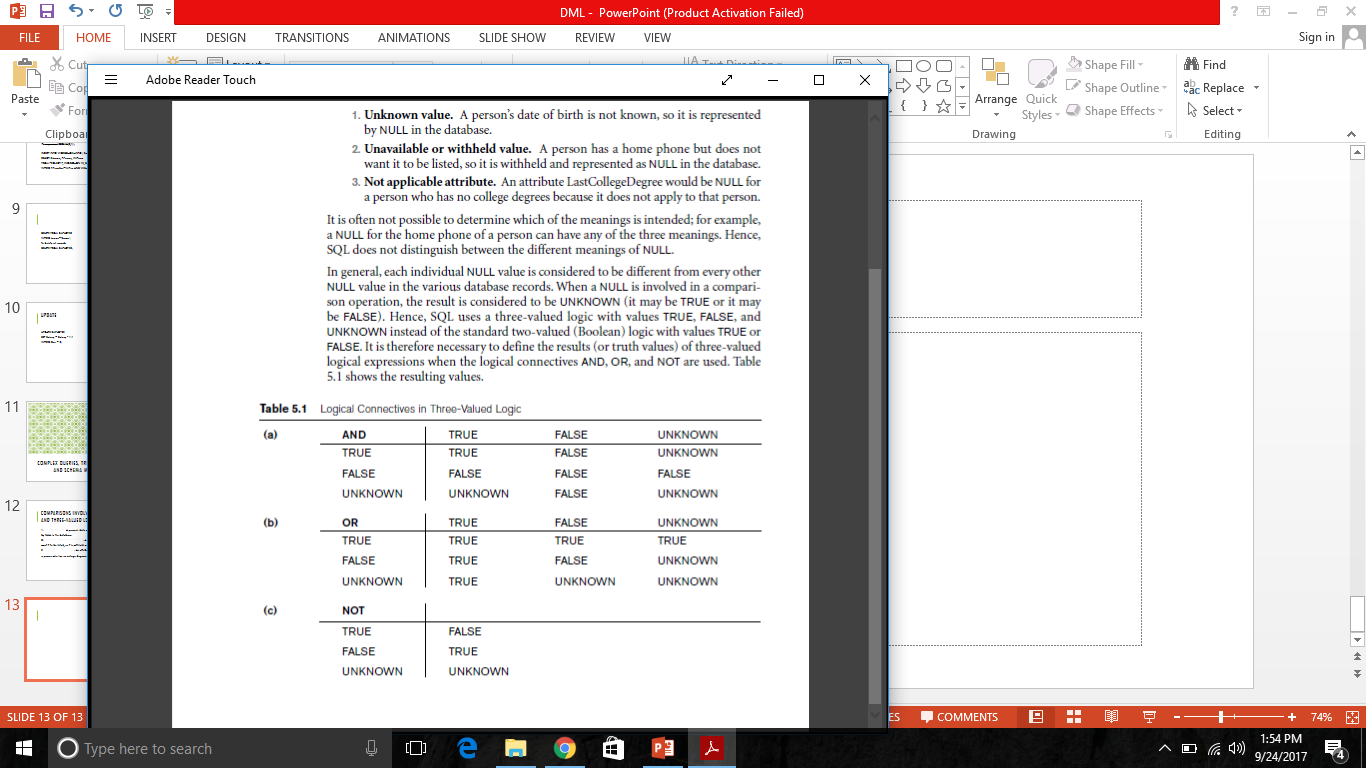 DML - PowerPoint (Product Activation Failed)
FILE HOME INSERT DESIGN TRANSITIONS ANIMATIONS SLIDE SHOW REVIEW VIEW Sign in
Cut
Paste
Clipboar
Arrange
Quick
Styles
Shape Fill
Shape Outline
Shape Effects
Drawing
Find
Replace
Select
Editing
Adobe Reader Touch
1. Unknown value. A person's date of birth is not known, so it is represented
by NULL in the database.
2. Unavailable or withheld value. A person has a home phone but does not
want it to be listed, so it is withheld and represented as NULL in the database.
3. Not applicable attribute. An attribute LastCollegeDegree would be NULL for
a person who has no college degrees because it does not apply to that person.
It is often not possible to determine which of the meanings is intended; for example,
a NULL for the home phone of a person can have any of the three meanings. Hence,
SQL does not distinguish between the different meanings of NULL.
In general, each individual NULL value is considered to be different from every other
NULL value in the various database records. When a NULL is involved in a compari-
son operation, the result is considered to be UNKNOWN (it may be TRUE or it may
be FALSE). Hence, SQL uses a three-valued logic with values TRUE, FALSE, and
UNKNOWN instead of the standard two-valued (Boolean) logic with values TRUE or
FALSE. It is therefore necessary to define the results (or truth values) of three-valued
logical expressions when the logical connectives AND, OR, and NOT are used. Table
5.1 shows the resulting values.
Table 5.1 Logical Connectives in Three-Valued Logic
(a) AND TRUE FALSE UNKNOWN
TRUE TRUE FALSE UNKNOWN
FALSE FALSE FALSE FALSE
UNKNOWN UNKNOWN FALSE UNKNOWN
(b) OR TRUE FALSE UNKNOWN
TRUE TRUE TRUE TRUE
FALSE TRUE FALSE UNKNOWN
UNKNOWN TRUE UNKNOWN UNKNOWN
(c) NOT
TRUE FALSE
FALSE TRUE
UNKNOWN UNKNOWN
9
10
UPDATE
11
12
13
SLIDE 13 OF 13
ES COMMENTS 74%
Type here to search
1:54 PM
9/24/2017
4